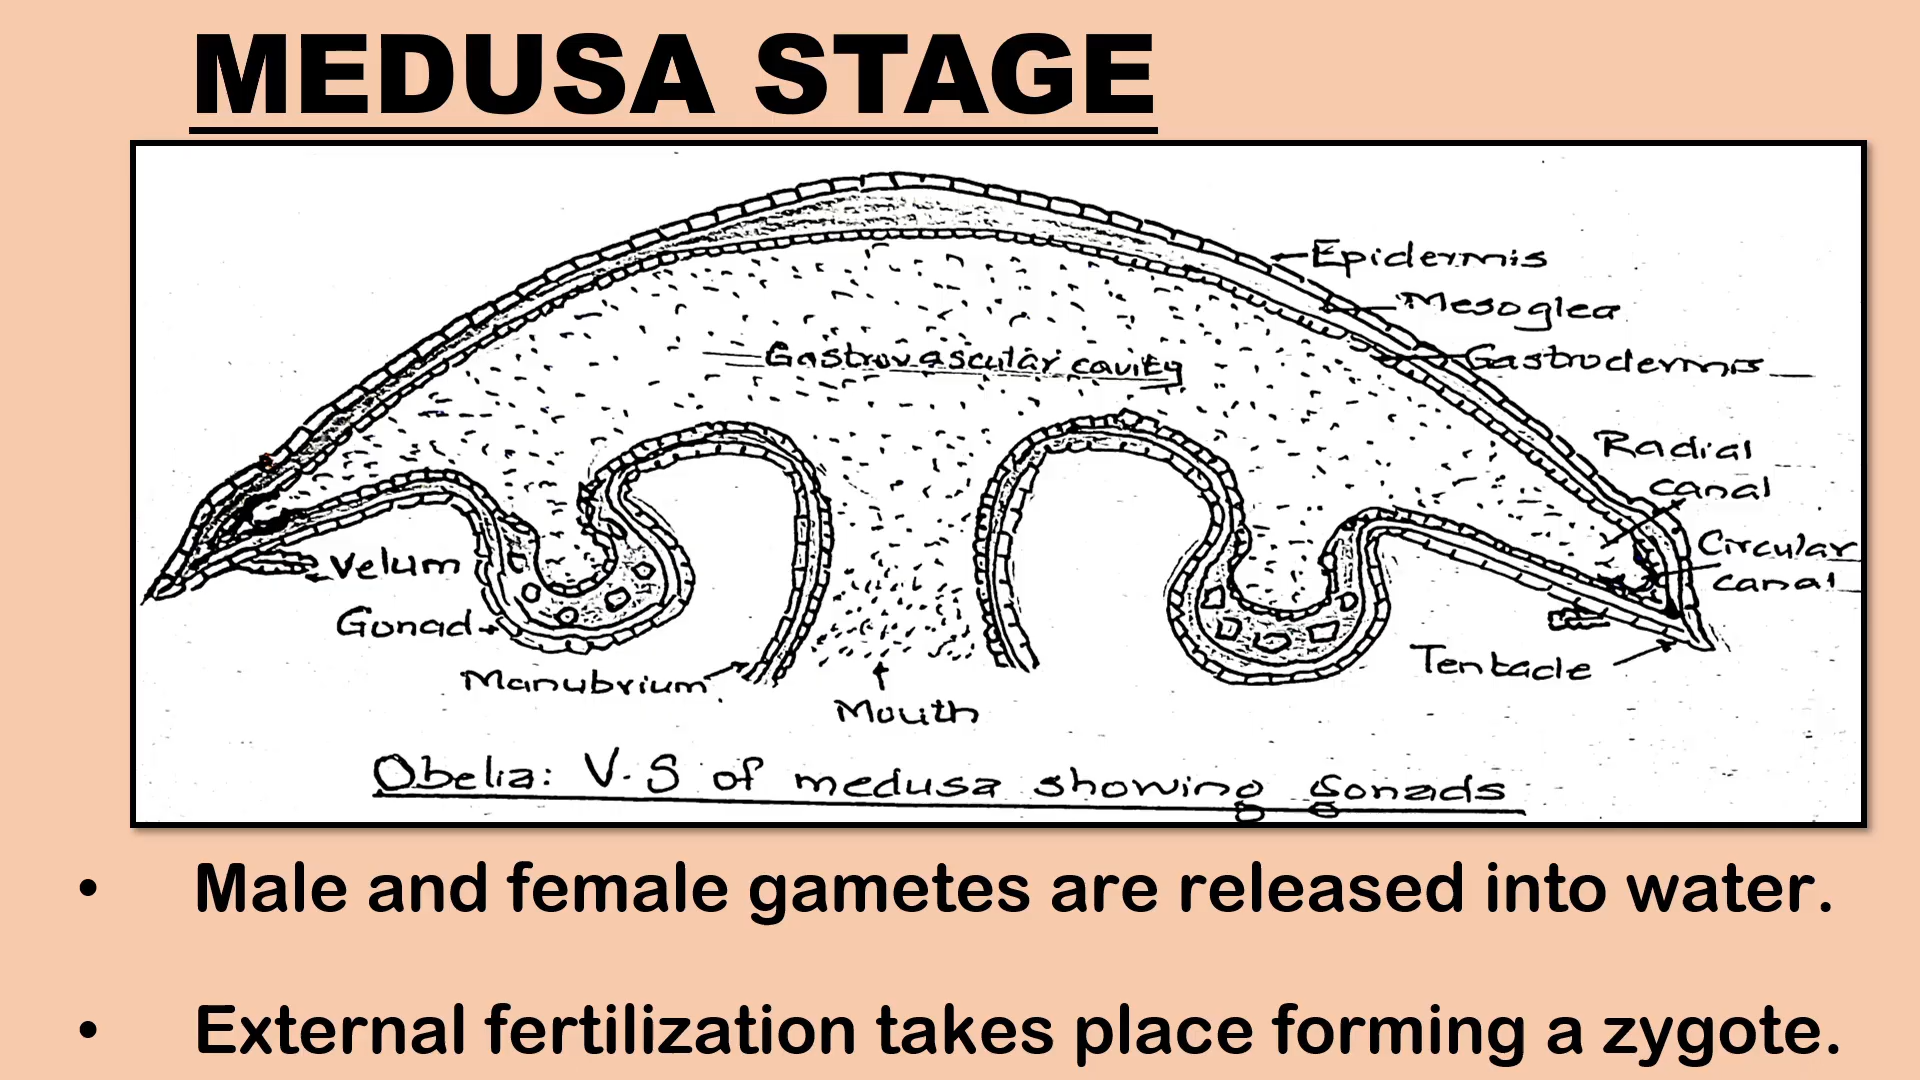 MEDUSA STAGE
Epidermis
Mesoglea
Gastrovascular cavity
Gastrodermis
Radial
canal
Circular
canal
Velum
Gonad
Tentacle
Manubrium
Mouth
Obelia: V.S of medusa showing Gonads
• Male and female gametes are released into water.
• External fertilization takes place forming a zygote.